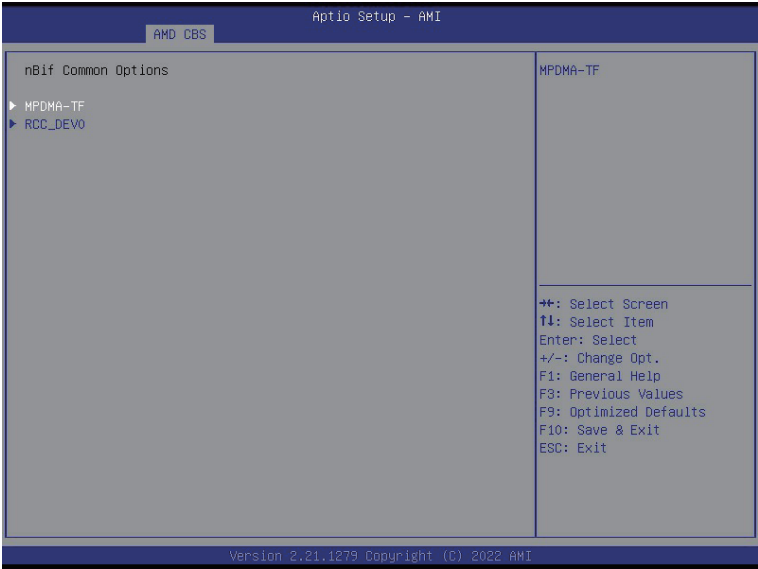 Aptio Setup – AMI
AMD CBS
nBif Common Options
MPDMA-TF
RCC_DEV0
MPDMA-TF
→←: Select Screen
↑↓: Select Item
Enter: Select
+/-: Change Opt.
F1: General Help
F3: Previous Values
F9: Optimized Defaults
F10: Save & Exit
ESC: Exit
Version 2.21.1279 Copyright (C) 2022 AMI